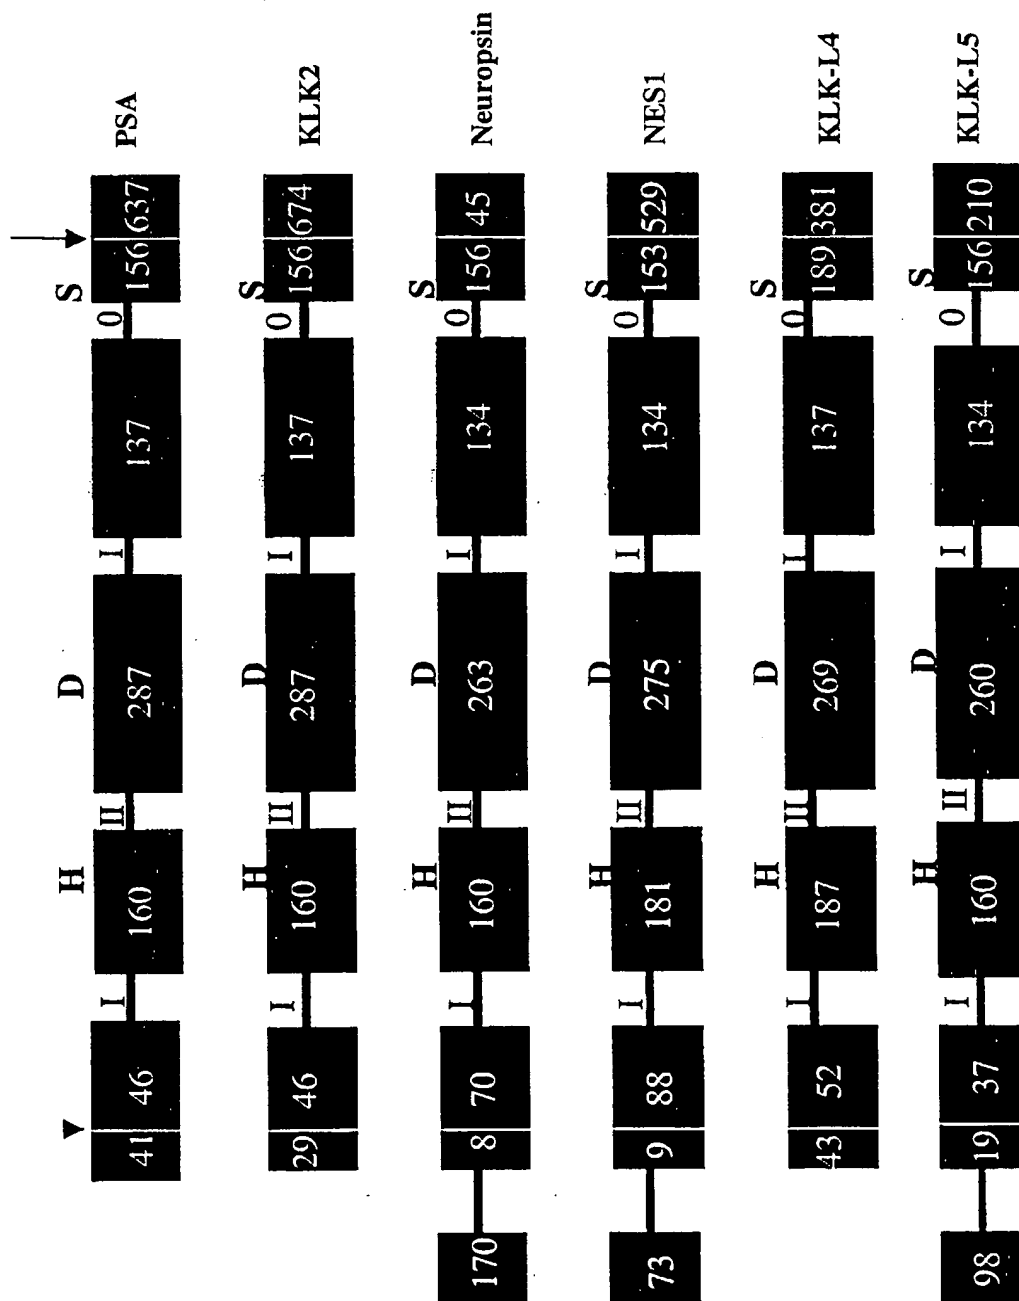 H D S
41 46 I 160 II 287 I 137 0 156 637 PSA
H D S
29 46 I 160 II 287 I 137 0 156 674 KLK2
H D S
170 8 70 I 160 II 263 I 134 0 156 45 Neuropsin
H D S
73 9 88 I 181 II 275 I 134 0 153 529 NES1
H D S
43 52 I 187 II 269 I 137 0 189 381 KLK-L4
H D S
98 19 37 I 160 II 260 I 134 0 156 210 KLK-L5